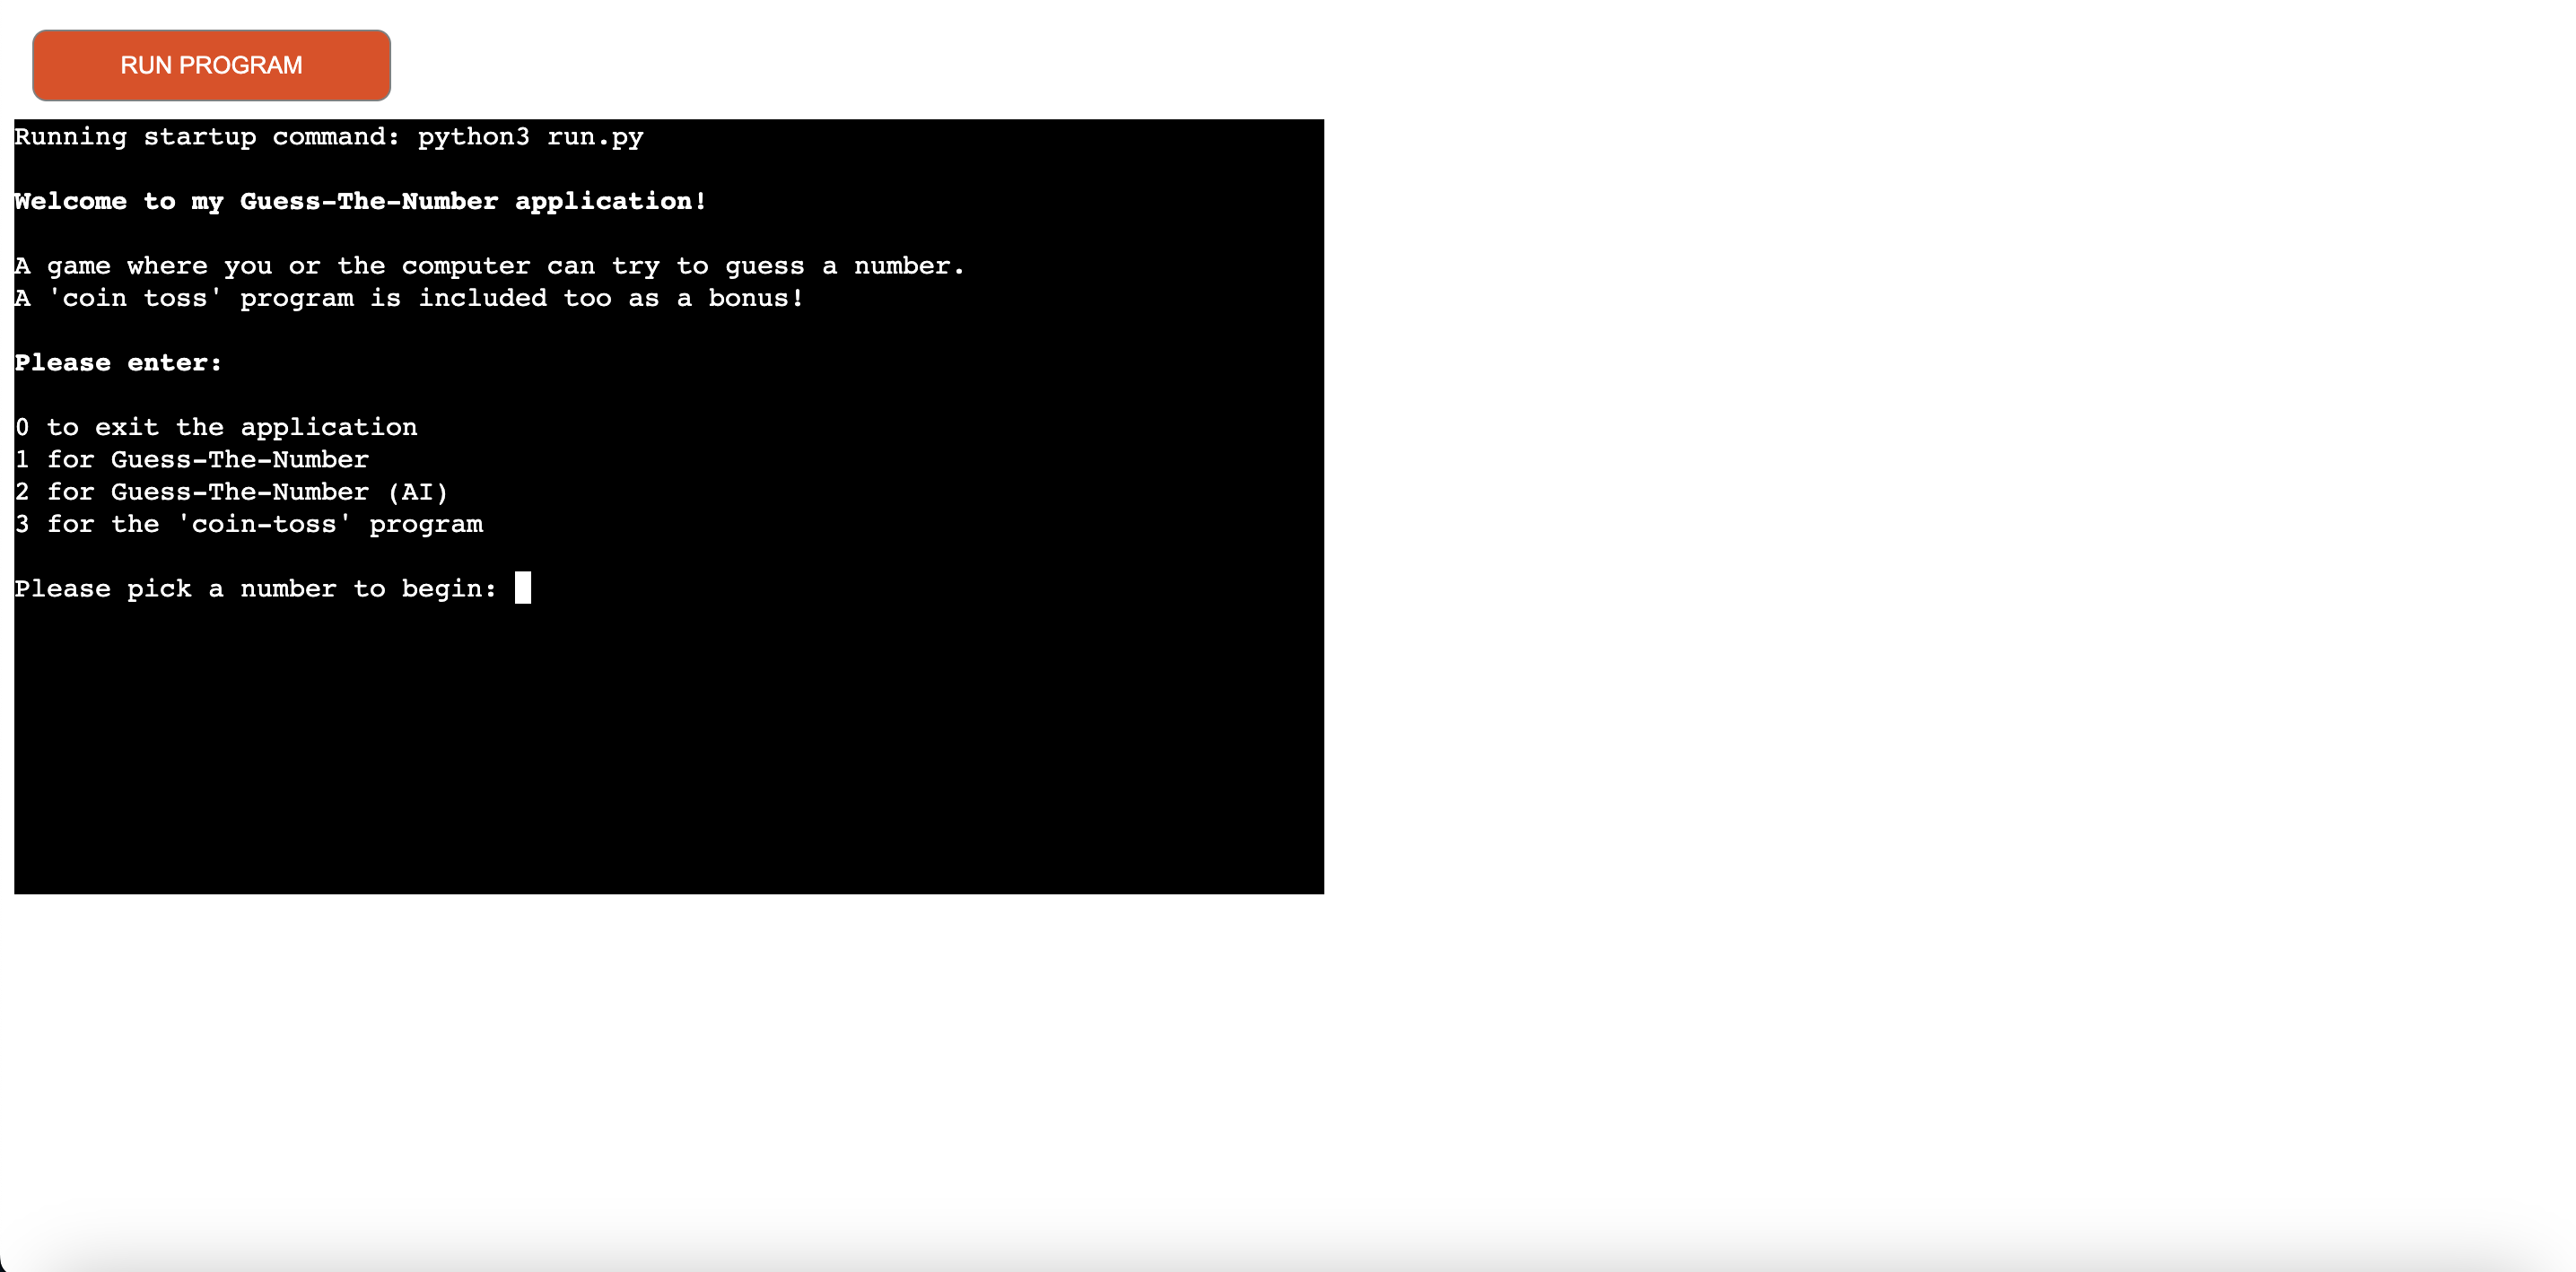 RUN PROGRAM
Running startup command: python3 run.py
Welcome to my Guess-The-Number application!
A game where you or the computer can try to guess a number.
A 'coin toss' program is included too as a bonus!
Please enter:
0 to exit the application
1 for Guess-The-Number
2 for Guess-The-Number (AI)
3 for the 'coin-toss' program
Please pick a number to begin: